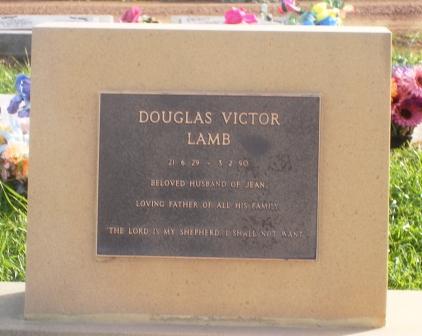 DOUGLAS VICTOR
LAMB
21. 6. 29 - 3. 2. 90
BELOVED HUSBAND OF JEAN.
LOVING FATHER OF ALL HIS FAMILY.
"THE LORD IS MY SHEPHERD, I SHALL NOT WANT."